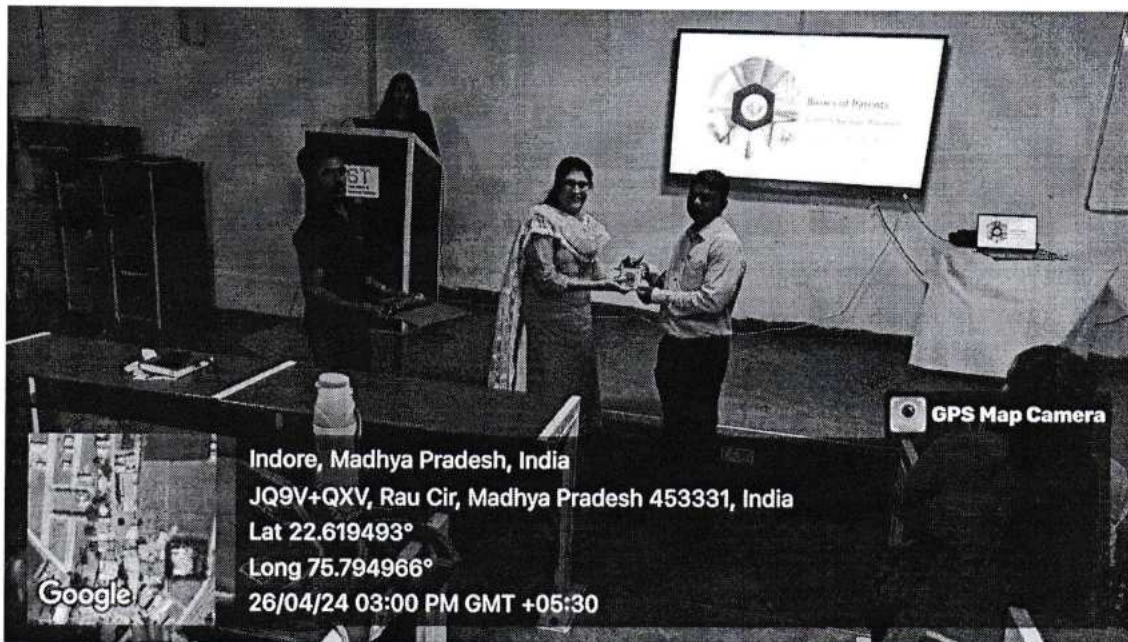 Basics of Patents
ST
GPS Map Camera
Indore, Madhya Pradesh, India
JQ9V+QXV, Rau Cir, Madhya Pradesh 453331, India
Lat 22.619493°
Long 75.794966°
26/04/24 03:00 PM GMT +05:30
Google